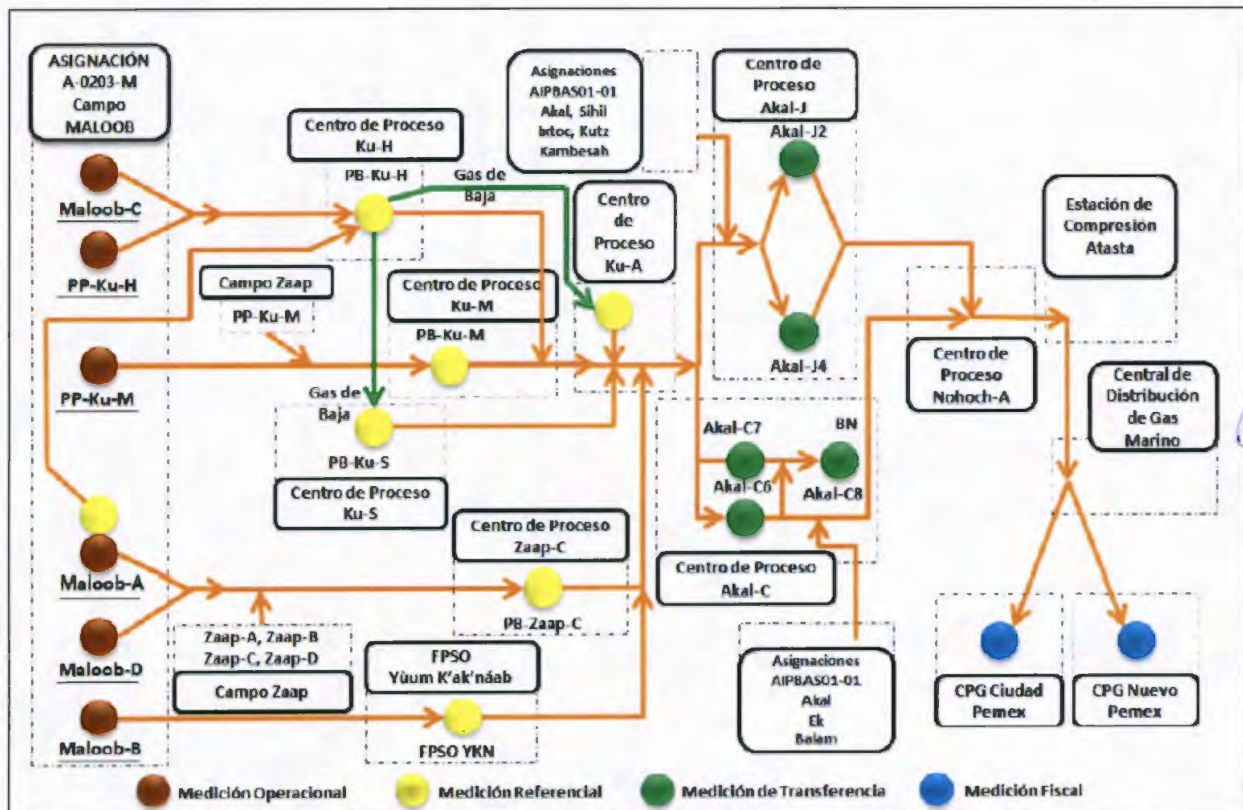 ASIGNACIÓN
A-0203-M
Campo
MALOOB
Maloob-C
PP-Ku-H
PP-Ku-M
Maloob-A
Maloob-D
Maloob-B
Centro de Proceso
Ku-H
PB-Ku-H
Gas de
Baja
Campo Zaap
PP-Ku-M
Centro de Proceso
Ku-M
PB-Ku-M
Gas de
Baja
PB-Ku-S
Centro de Proceso
Ku-S
Centro de Proceso
Zaap-C
PB-Zaap-C
Zaap-A, Zaap-B
Zaap-C, Zaap-D
Campo Zaap
FPSO
Yùum K'ak'náab
FPSO YKN
Asignaciones
AIPBAS01-01
Akal, Sihil
Ixtoc, Kutz
Kambesah
Centro
de
Proceso
Ku-A
Centro de
Proceso
Akal-J
Akal-J2
Akal-J4
Akal-C7
BN
Akal-C6
Akal-C8
Centro de Proceso
Akal-C
Asignaciones
AIPBAS01-01
Akal
Ek
Balam
Centro de
Proceso
Nohoch-A
Estación de
Compresión
Atasta
Central de
Distribución
de Gas
Marino
CPG Ciudad
Pemex
CPG Nuevo
Pemex
Medición Operacional
Medición Referencial
Medición de Transferencia
Medición Fiscal